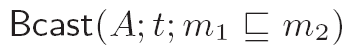 Bcast(A; t; m₁ ⊑ m₂)